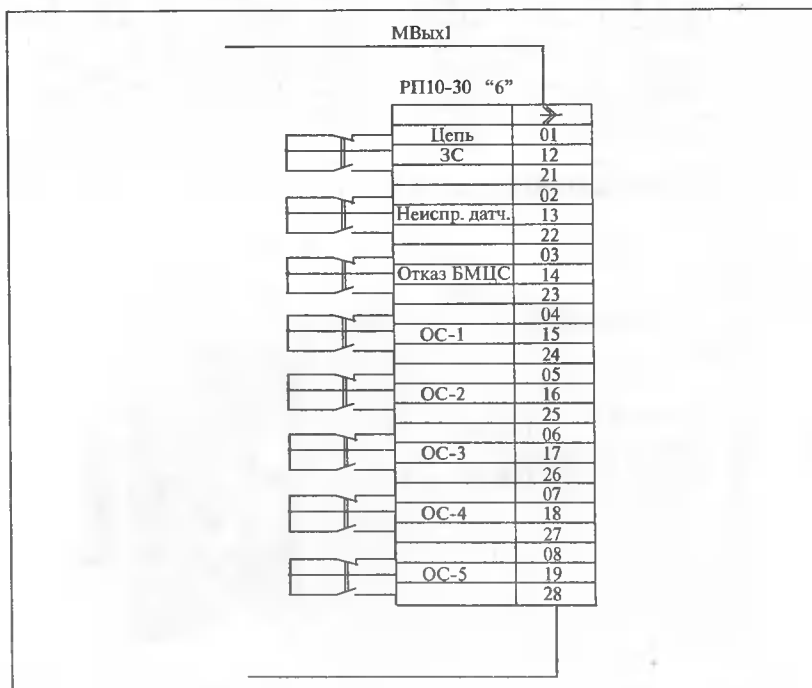 МВых1
РП10-30 “6”
Цепь 01
ЗС 12
21
02
Неиспр. датч. 13
22
03
Отказ БМЦС 14
23
04
ОС-1 15
24
05
ОС-2 16
25
06
ОС-3 17
26
07
ОС-4 18
27
08
ОС-5 19
28